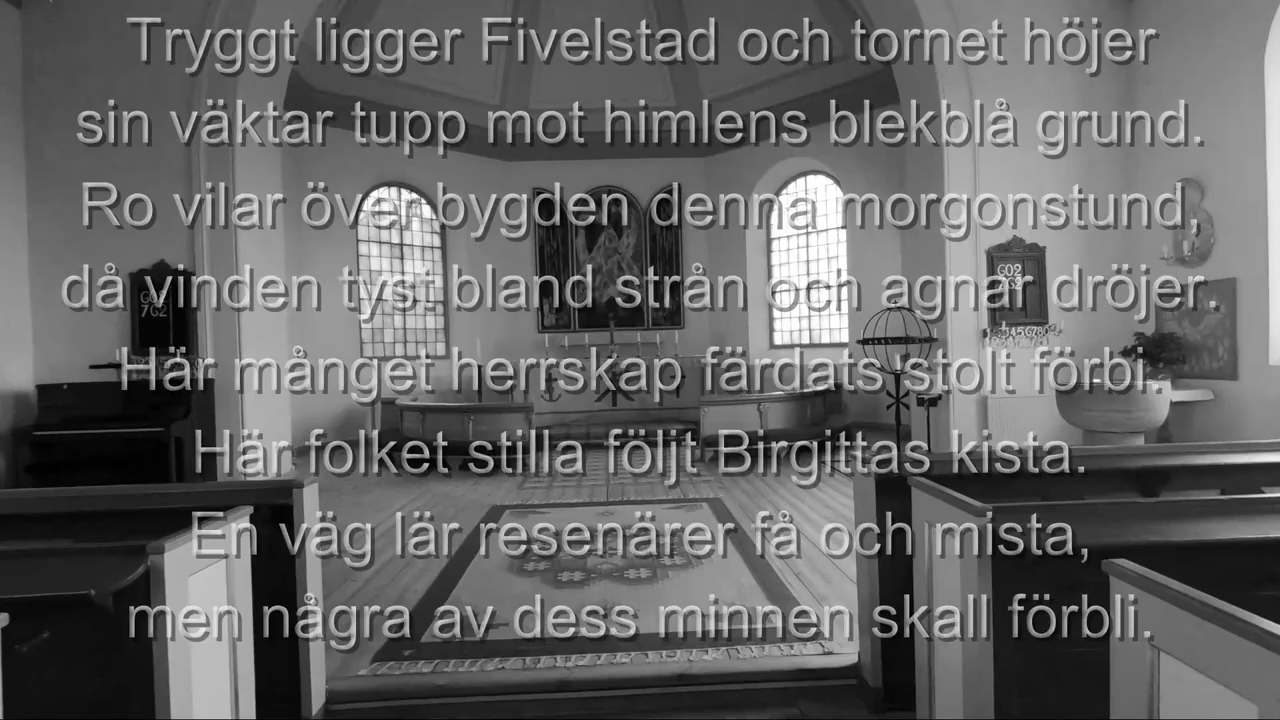 Tryggt ligger Fivelstad och tornet höjer
sin väktar tupp mot himlens blekblå grund.
Ro vilar över bygden denna morgonstund,
då vinden tyst bland strån och agnar dröjer.
Här månget herrskap färdats stolt förbi.
Här folket stilla följt Birgittas kista.
En väg lär resenärer få och mista,
men några av dess minnen skall förbli.